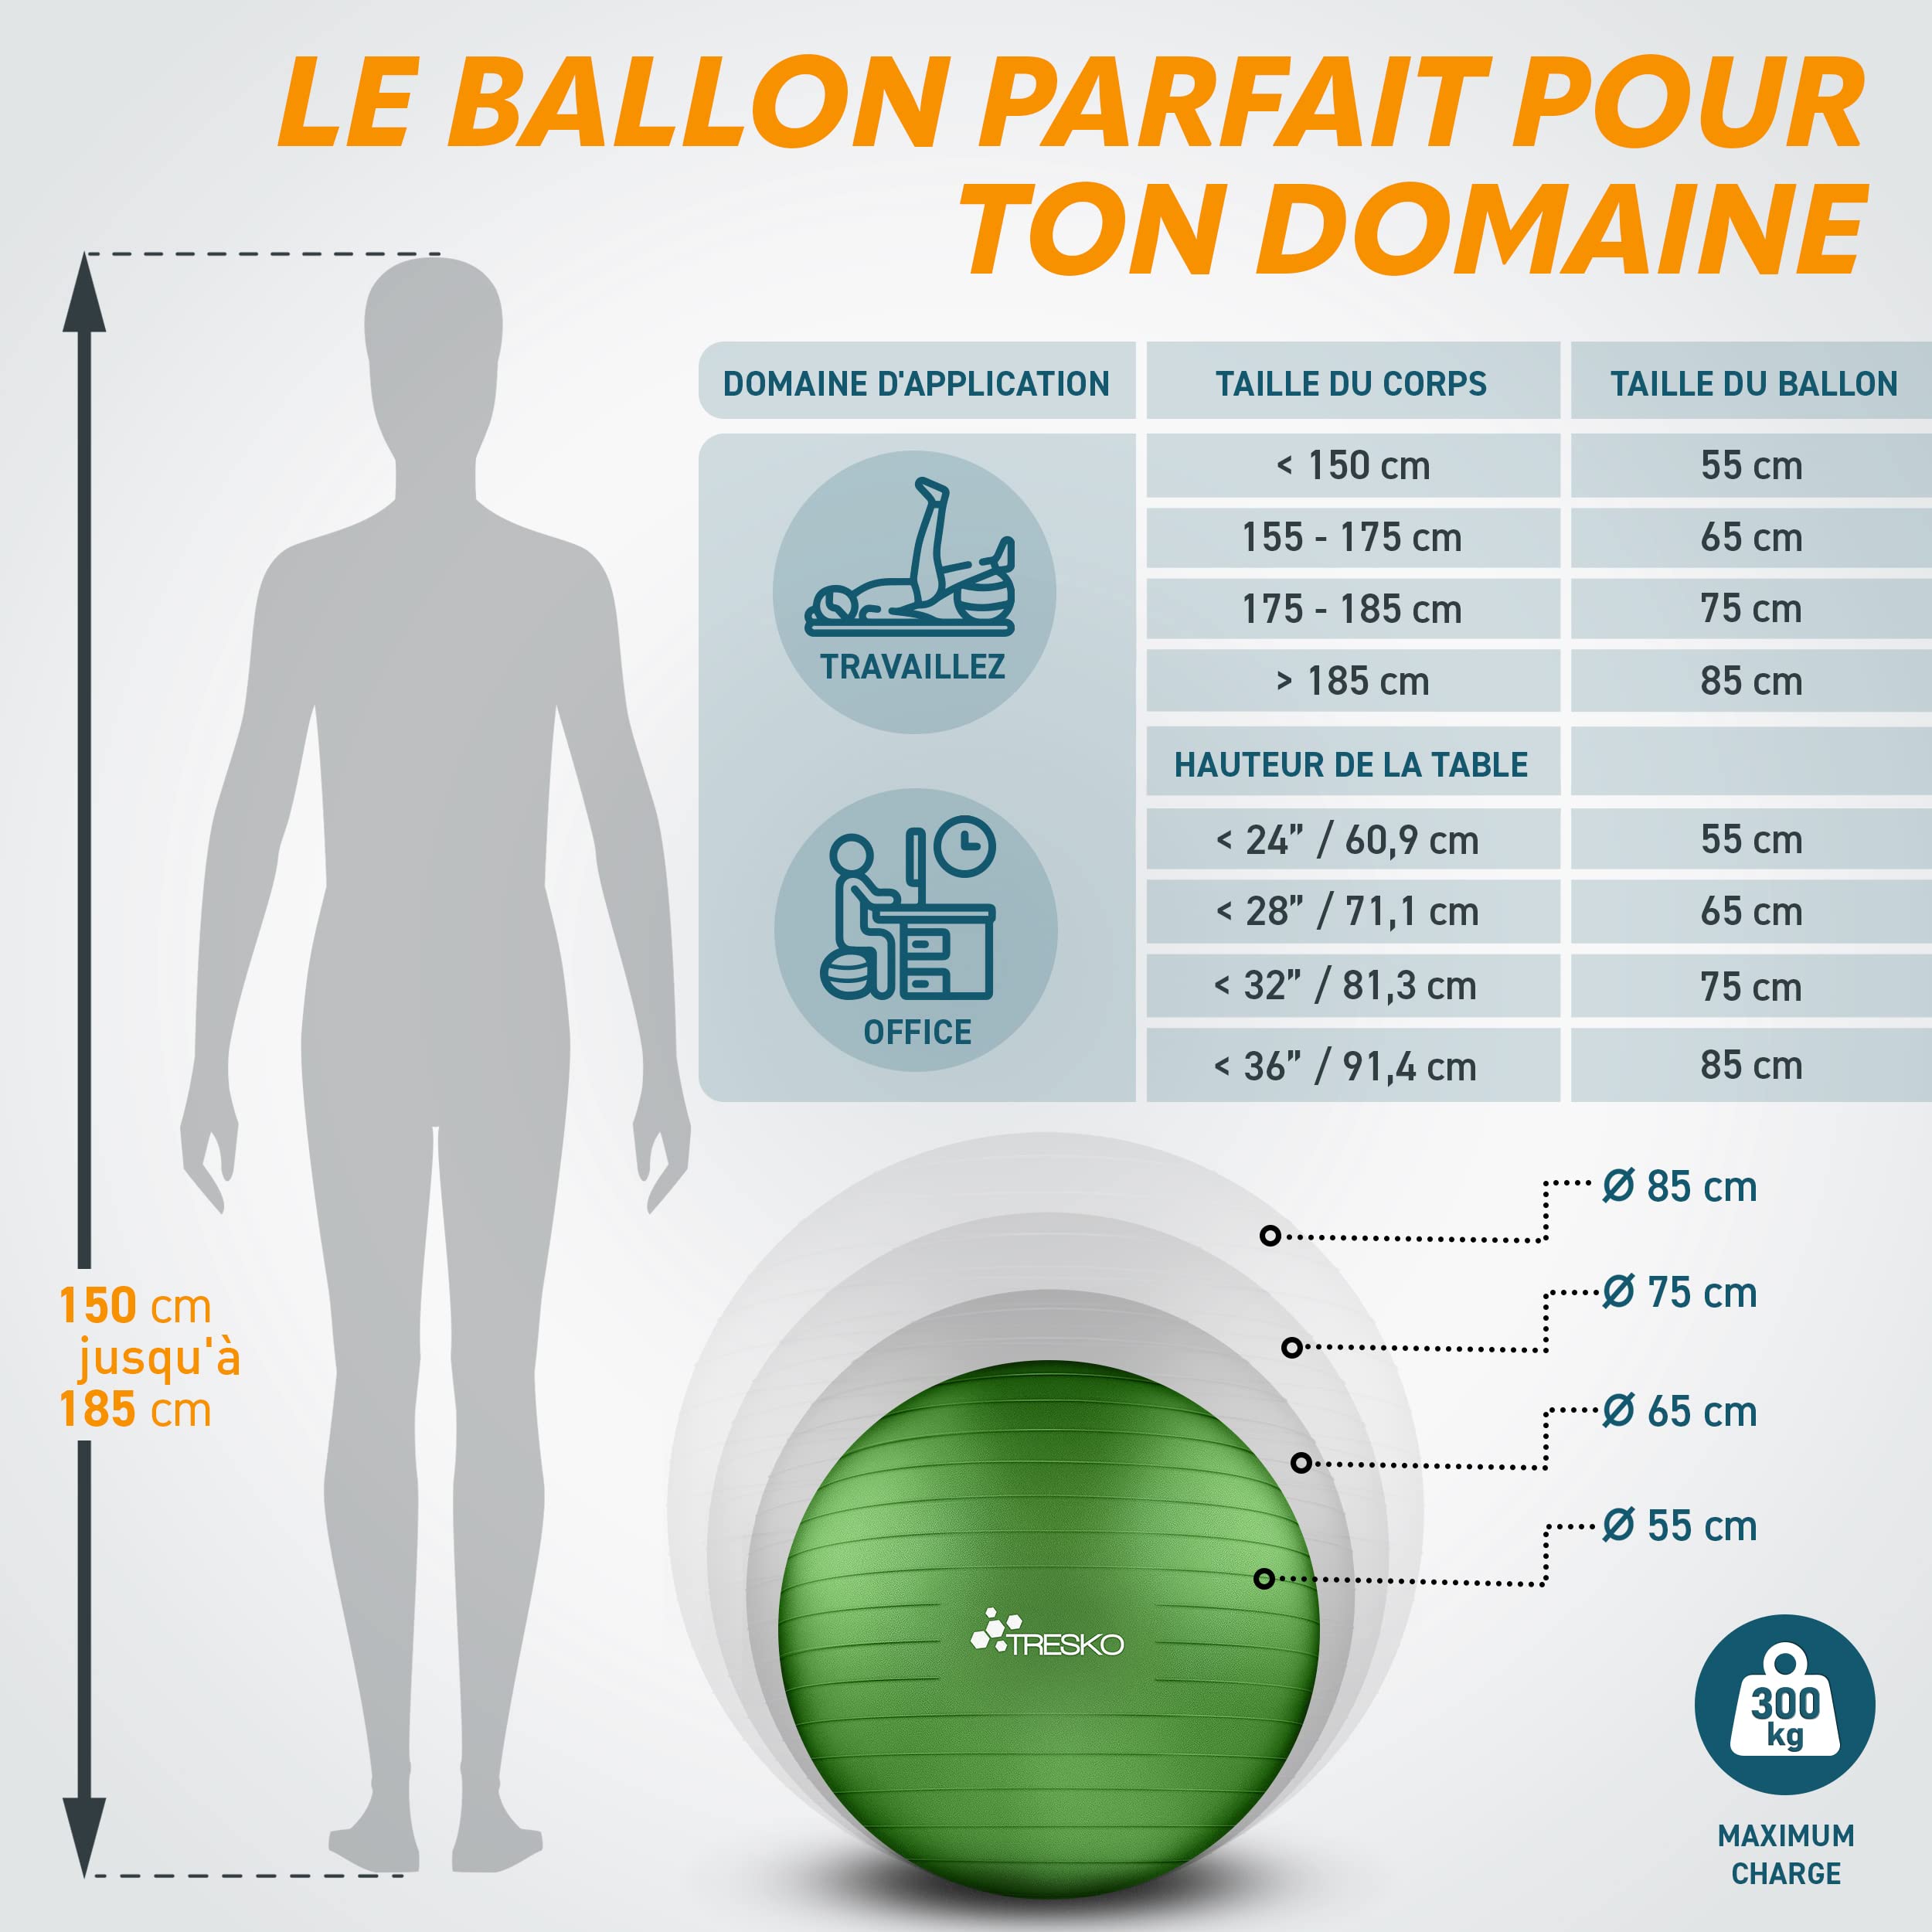 LE BALLON PARFAIT POUR
TON DOMAINE
DOMAINE D'APPLICATION
TAILLE DU CORPS
TAILLE DU BALLON
TRAVAILLEZ
< 150 cm
55 cm
155 - 175 cm
65 cm
175 - 185 cm
75 cm
> 185 cm
85 cm
HAUTEUR DE LA TABLE
OFFICE
< 24” / 60,9 cm
55 cm
< 28” / 71,1 cm
65 cm
< 32” / 81,3 cm
75 cm
< 36” / 91,4 cm
85 cm
150 cm
jusqu'à
185 cm
Ø 85 cm
Ø 75 cm
Ø 65 cm
Ø 55 cm
TRESKO
300
kg
MAXIMUM
CHARGE